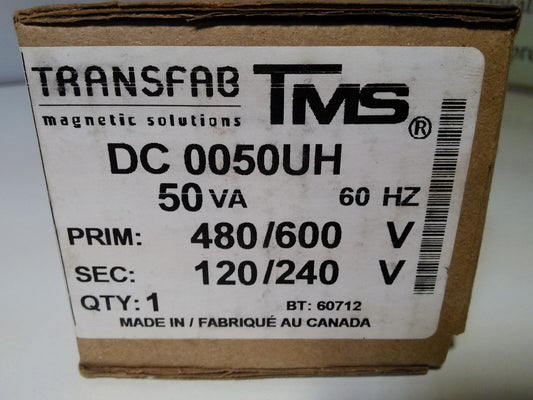 TRANSFAB TMS®
magnetic solutions
DC 0050UH
50 VA 60 HZ
PRIM: 480/600 V
SEC: 120/240 V
QTY: 1 BT: 60712
MADE IN / FABRIQUÉ AU CANADA